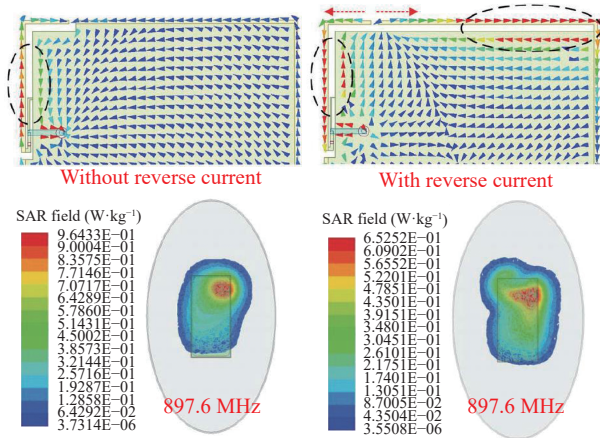 Without reverse current
With reverse current
SAR field (W·kg⁻¹)
9.6433E−01
9.0004E−01
8.3575E−01
7.7146E−01
7.0717E−01
6.4289E−01
5.7860E−01
5.1431E−01
4.5002E−01
3.8573E−01
3.2144E−01
2.5716E−01
1.9287E−01
1.2858E−01
6.4292E−02
3.7314E−06
897.6 MHz
SAR field (W·kg⁻¹)
6.5252E−01
6.0902E−01
5.6552E−01
5.2201E−01
4.7851E−01
4.3501E−01
3.9151E−01
3.4801E−01
3.0451E−01
2.6101E−01
2.1751E−01
1.7401E−01
1.3051E−01
8.7005E−02
4.3504E−02
3.5508E−06
897.6 MHz